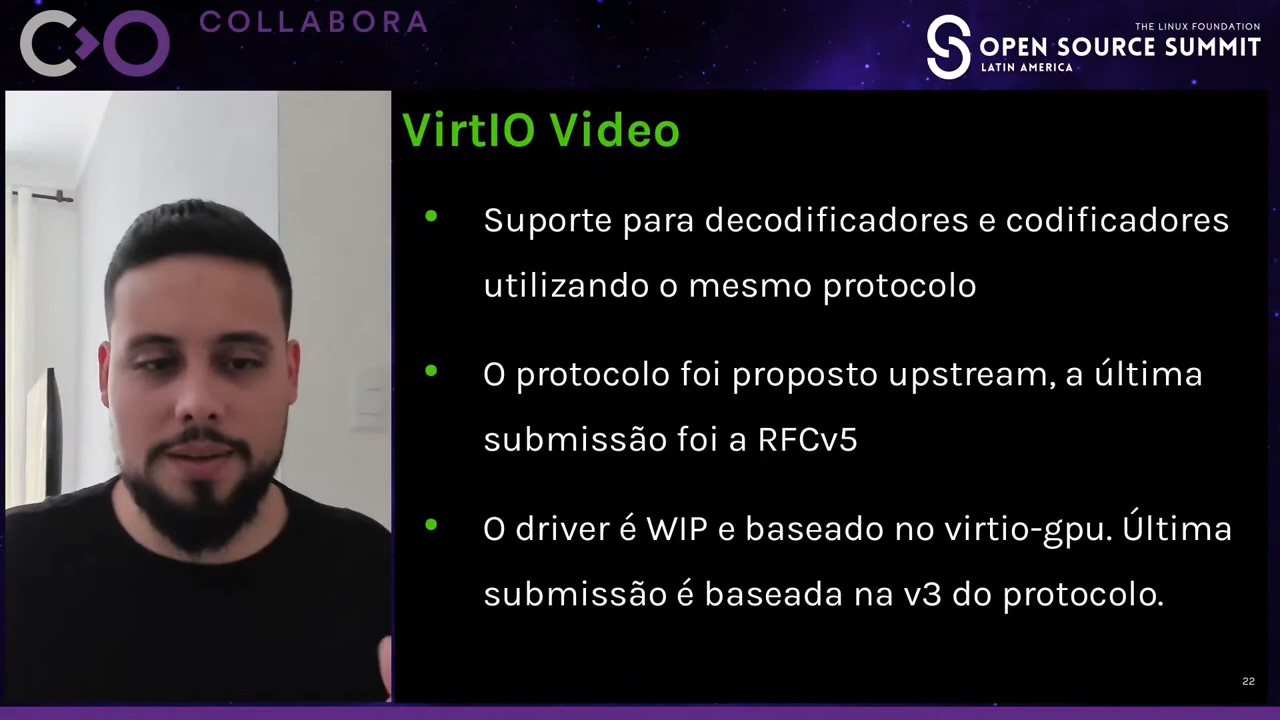 COLLABORA
THE LINUX FOUNDATION
OPEN SOURCE SUMMIT
LATIN AMERICA
VirtIO Video
• Suporte para decodificadores e codificadores
utilizando o mesmo protocolo
• O protocolo foi proposto upstream, a última
submissão foi a RFCv5
• O driver é WIP e baseado no virtio-gpu. Última
submissão é baseada na v3 do protocolo.
22